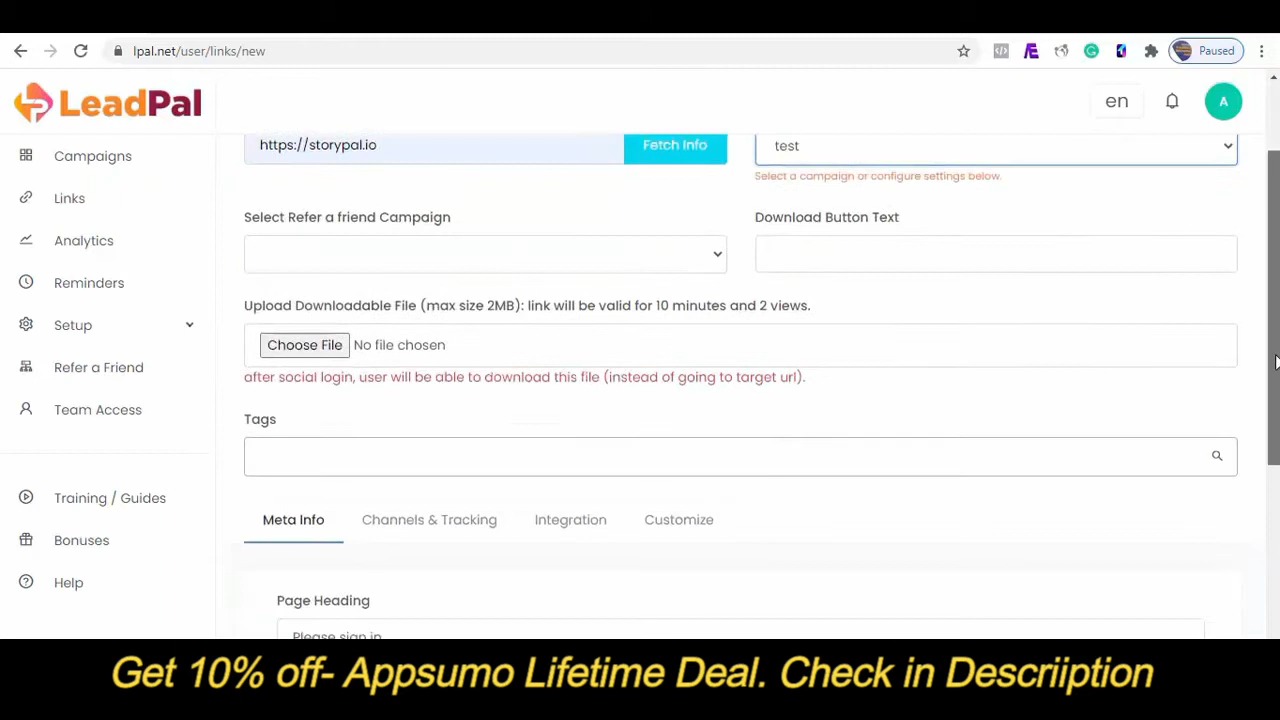 lpal.net/user/links/new
Paused
LeadPal
en
A
Campaigns
Links
Analytics
Reminders
Setup
Refer a Friend
Team Access
Training / Guides
Bonuses
Help
https://storypal.io
Fetch Info
test
Select a campaign or configure settings below.
Select Refer a friend Campaign
Download Button Text
Upload Downloadable File (max size 2MB): link will be valid for 10 minutes and 2 views.
Choose File No file chosen
after social login, user will be able to download this file (instead of going to target url).
Tags
Meta Info Channels & Tracking Integration Customize
Page Heading
Please sign in
Get 10% off- Appsumo Lifetime Deal. Check in Descriiption